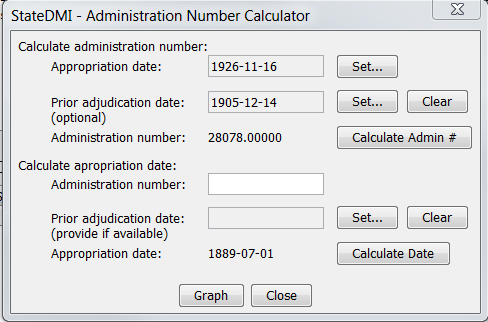 StateDMI - Administration Number Calculator
Calculate administration number:
Appropriation date: 1926-11-16 Set...
Prior adjudication date: 1905-12-14 Set... Clear
(optional)
Administration number: 28078.00000 Calculate Admin #
Calculate apropriation date:
Administration number:
Prior adjudication date: Set... Clear
(provide if available)
Appropriation date: 1889-07-01 Calculate Date
Graph Close